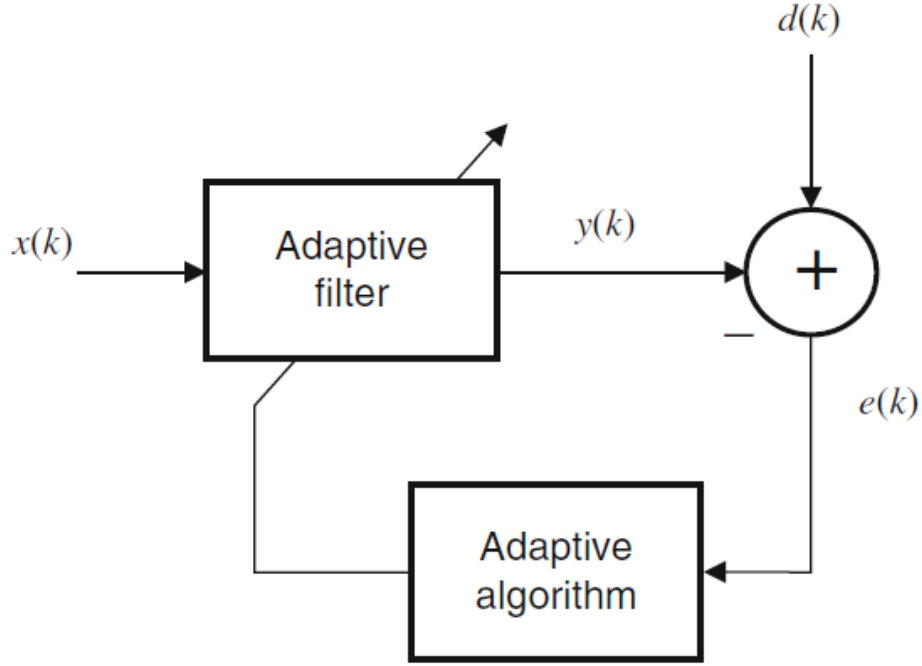 d(k)
x(k)
Adaptive
filter
y(k)
+
−
e(k)
Adaptive
algorithm